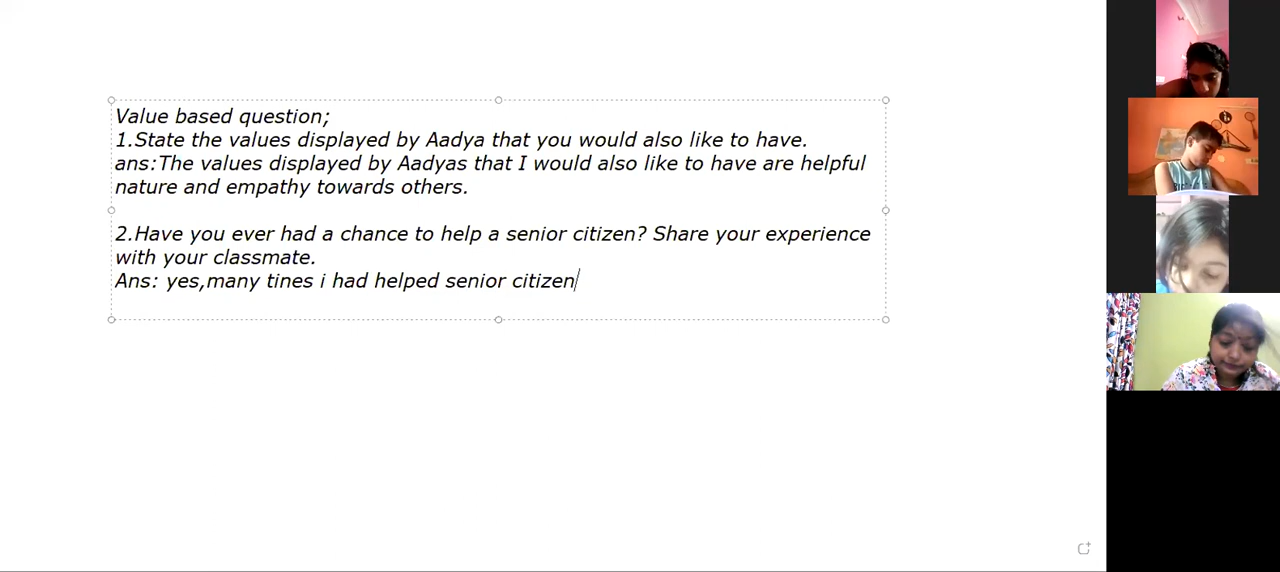 Value based question;
1.State the values displayed by Aadya that you would also like to have.
ans:The values displayed by Aadyas that I would also like to have are helpful
nature and empathy towards others.
2.Have you ever had a chance to help a senior citizen? Share your experience
with your classmate.
Ans: yes,many tines i had helped senior citizen